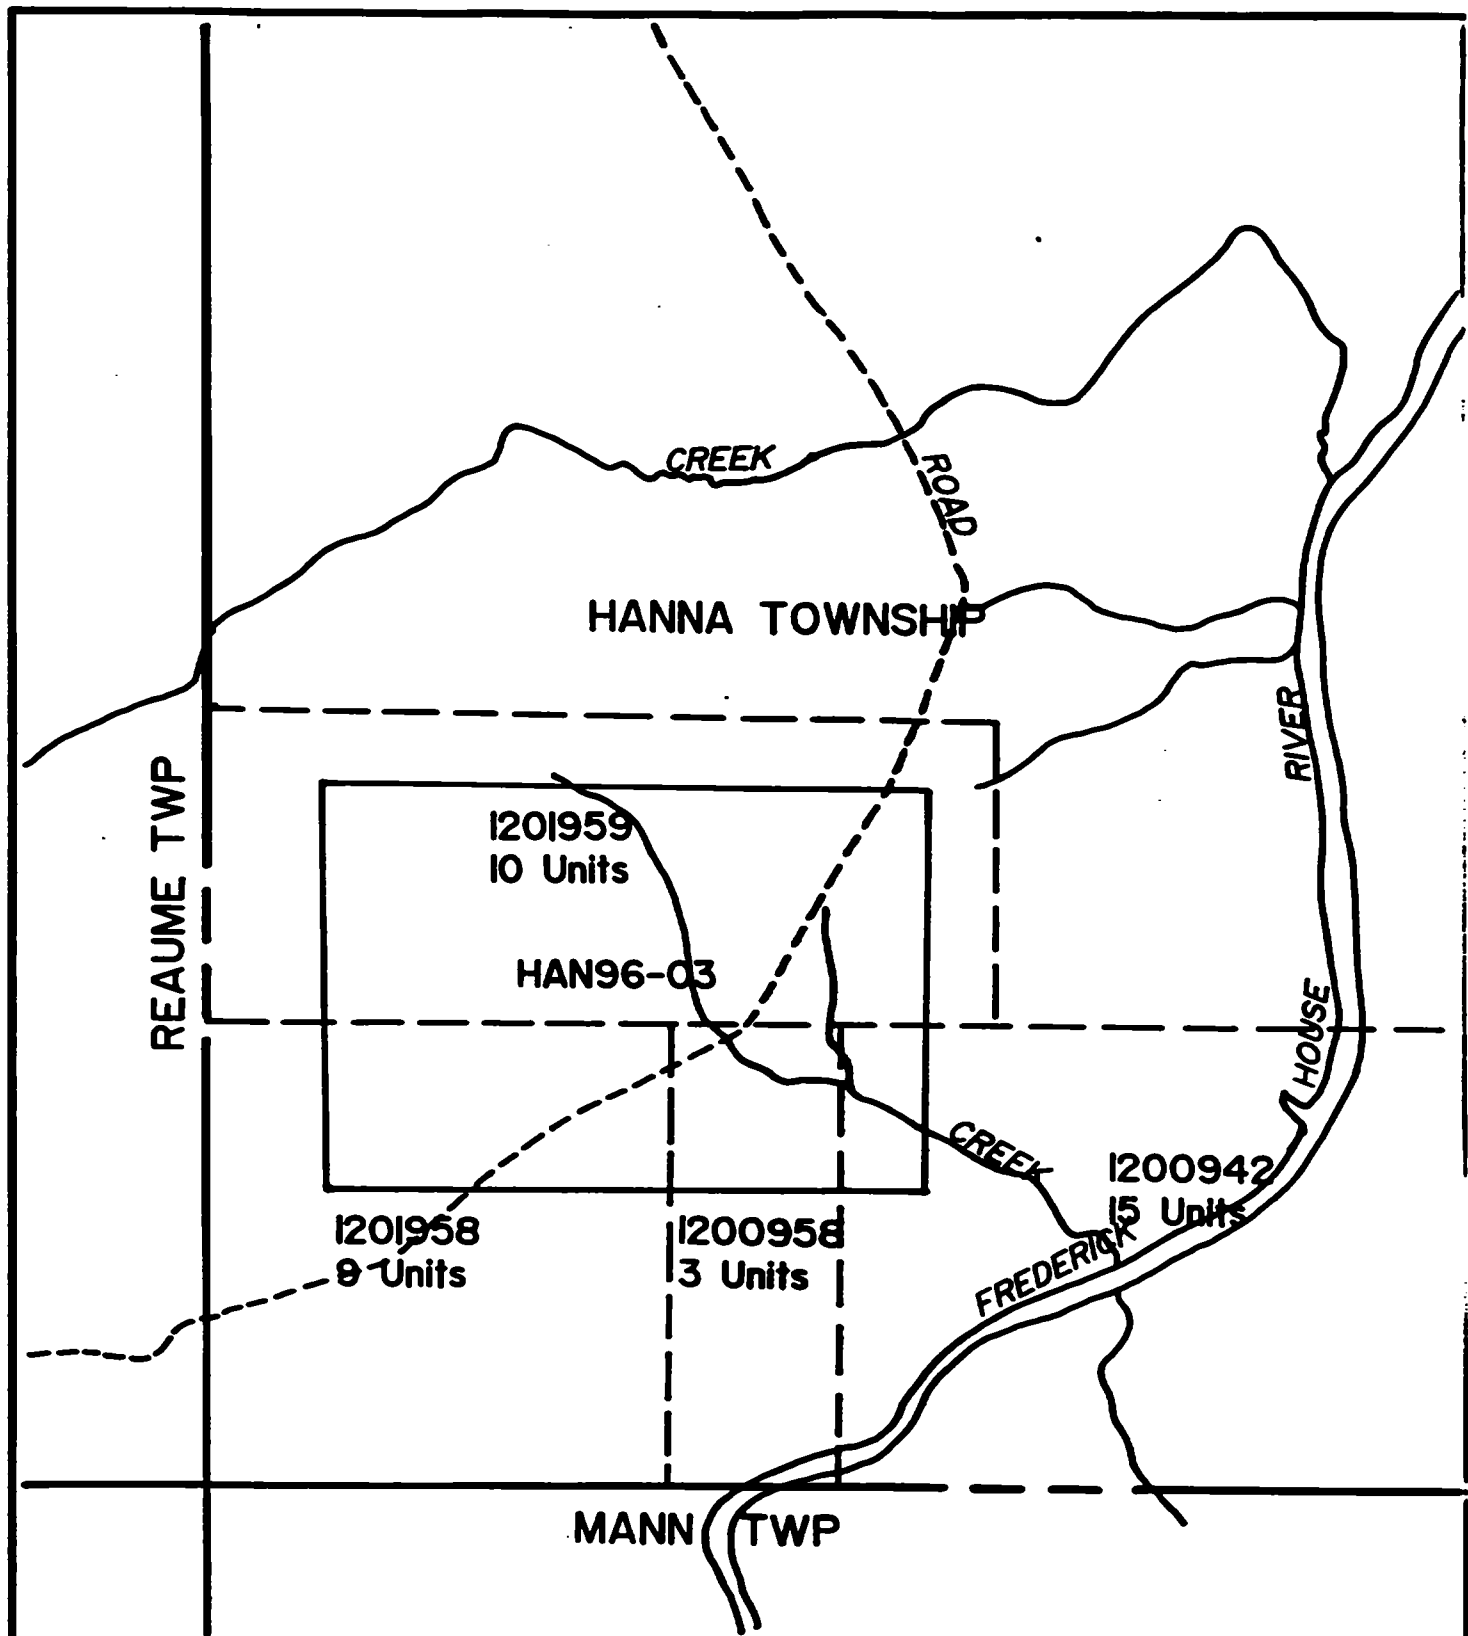 CREEK
ROAD
HANNA TOWNSHIP
RIVER
REAUME TWP
1201959
10 Units
HAN96-03
HOUSE
CREEK
1200942
15 Units
1201958
9 Units
1200958
3 Units
FREDERICK
MANN TWP